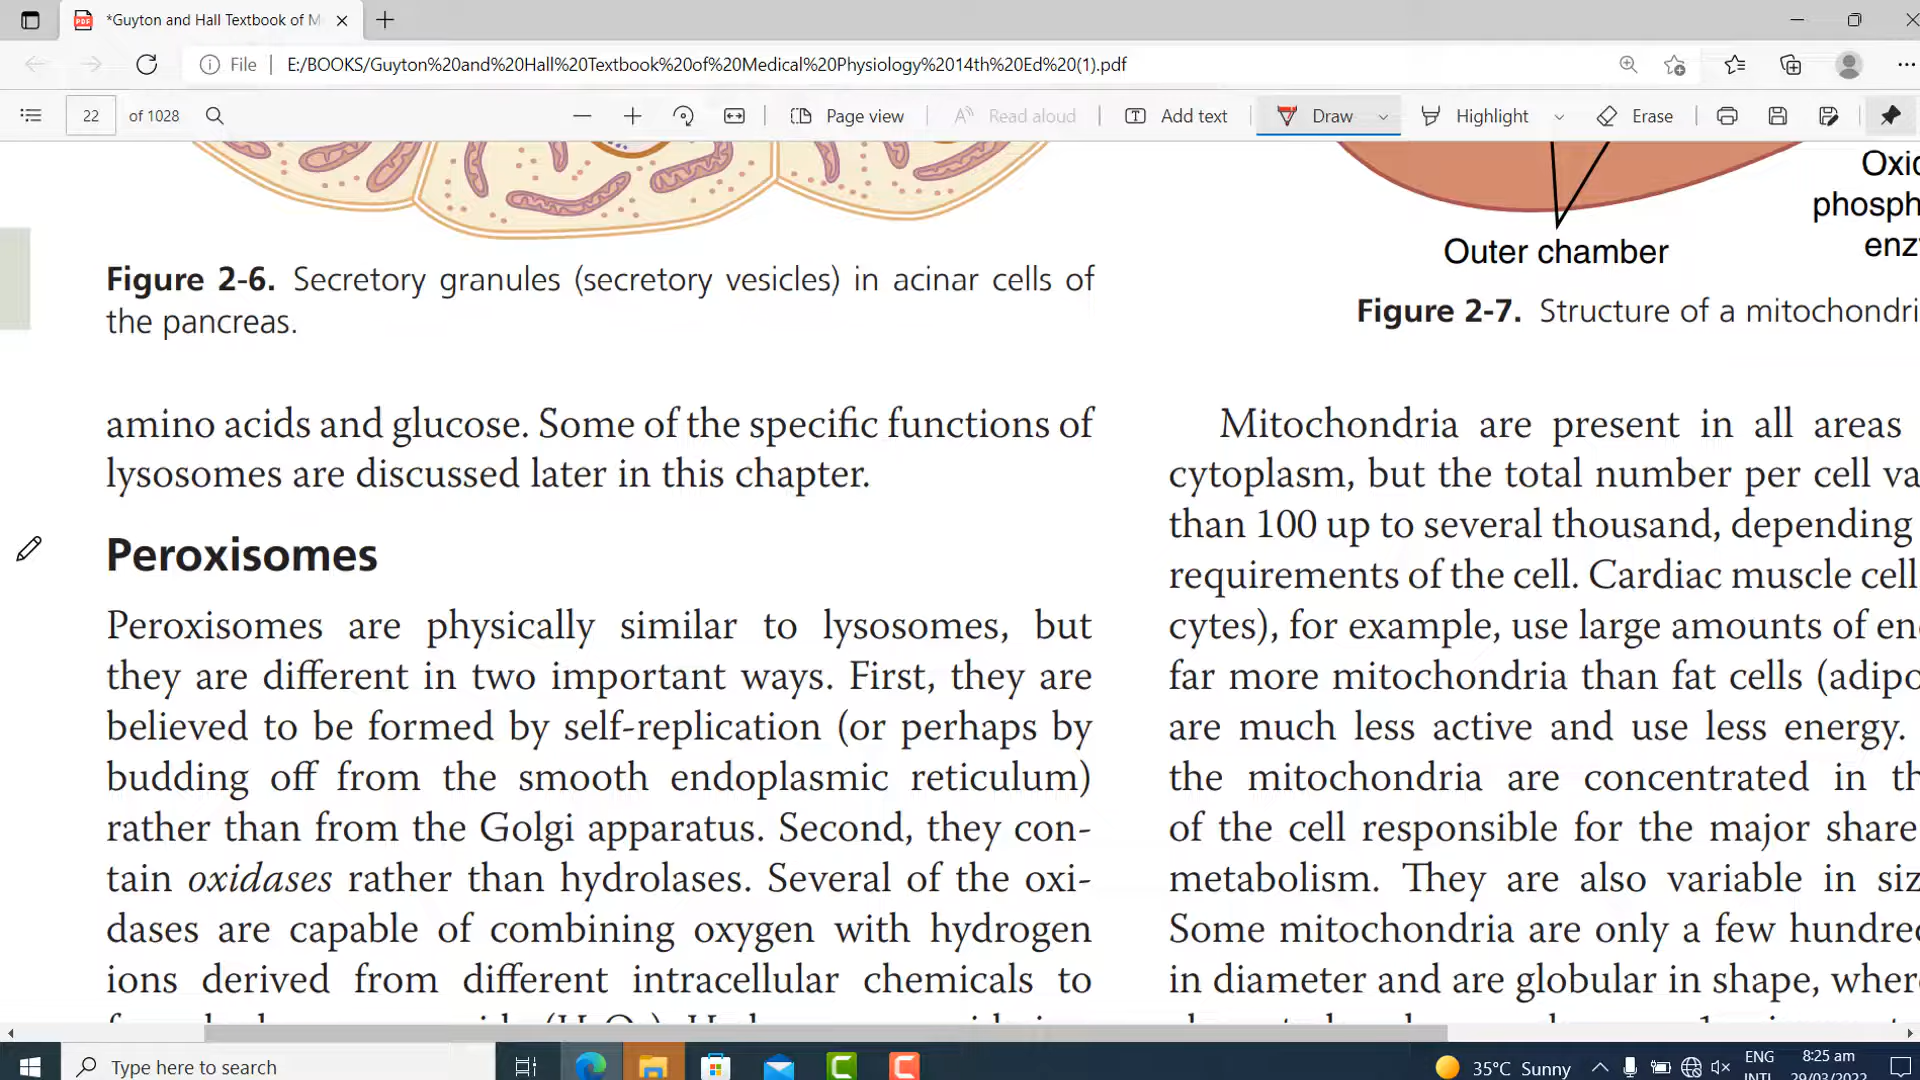 *Guyton and Hall Textbook of M
File
E:/BOOKS/Guyton%20and%20Hall%20Textbook%20of%20Medical%20Physiology%2014th%20Ed%20(1).pdf
22 of 1028
Page view
Read aloud
Add text
Draw
Highlight
Erase
Figure 2-6. Secretory granules (secretory vesicles) in acinar cells of
the pancreas.
amino acids and glucose. Some of the specific functions of
lysosomes are discussed later in this chapter.
Peroxisomes
Peroxisomes are physically similar to lysosomes, but
they are different in two important ways. First, they are
believed to be formed by self-replication (or perhaps by
budding off from the smooth endoplasmic reticulum)
rather than from the Golgi apparatus. Second, they con-
tain oxidases rather than hydrolases. Several of the oxi-
dases are capable of combining oxygen with hydrogen
ions derived from different intracellular chemicals to
Oxic
phosph
enz
Outer chamber
Figure 2-7. Structure of a mitochondri
Mitochondria are present in all areas
cytoplasm, but the total number per cell va
than 100 up to several thousand, depending
requirements of the cell. Cardiac muscle cell
cytes), for example, use large amounts of en
far more mitochondria than fat cells (adipo
are much less active and use less energy.
the mitochondria are concentrated in th
of the cell responsible for the major share
metabolism. They are also variable in siz
Some mitochondria are only a few hundre
in diameter and are globular in shape, wher
Type here to search
35°C Sunny
ENG
INTL
8:25 am
29/03/2022